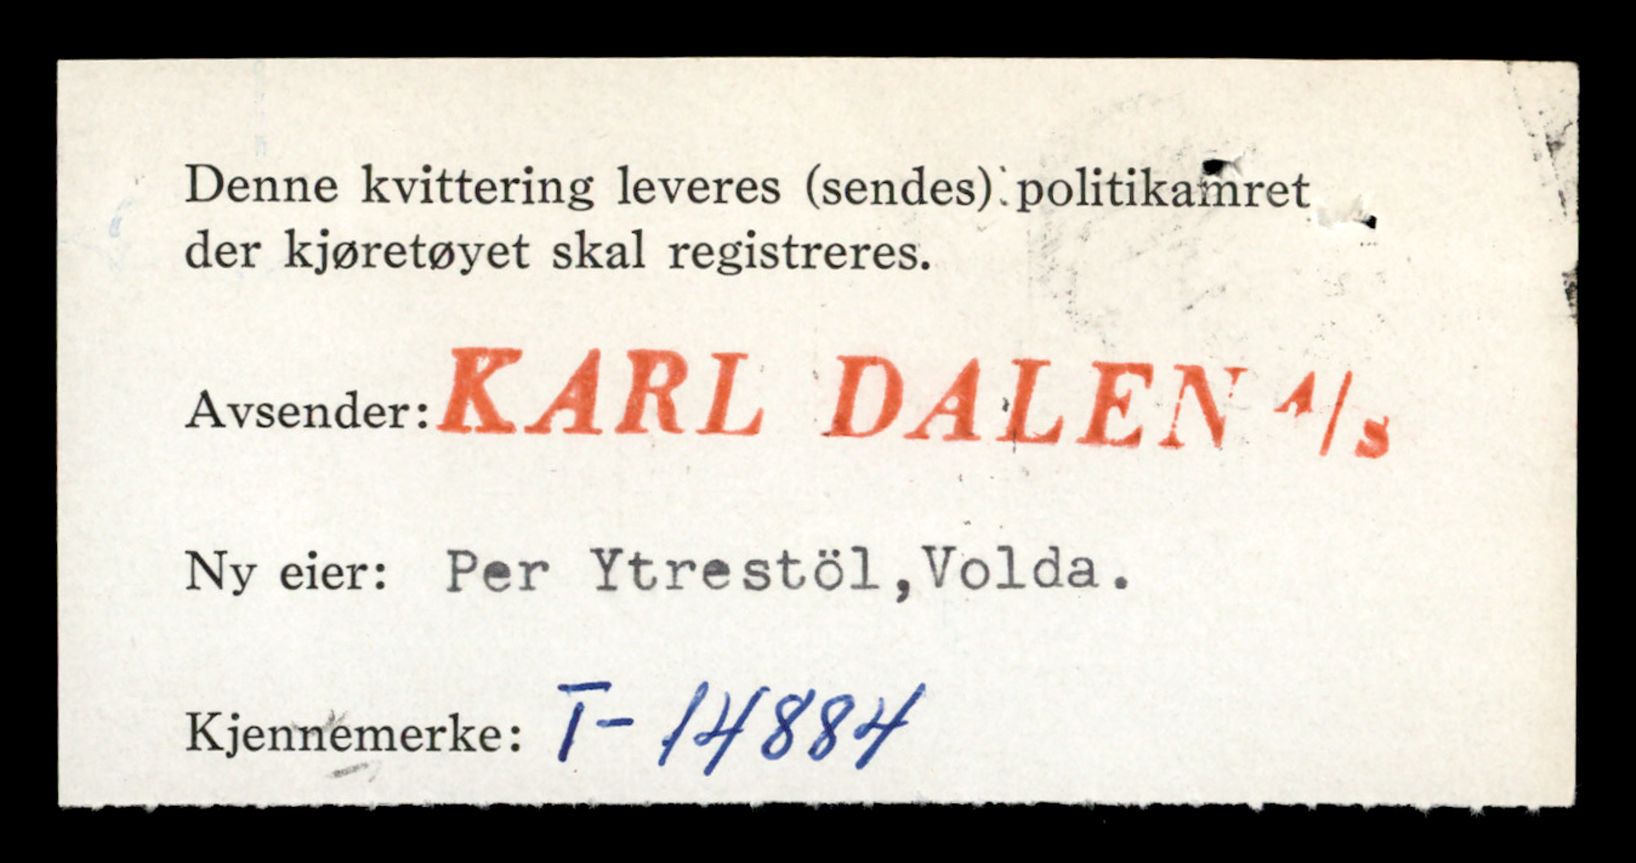 Denne kvittering leveres (sendes) politikamret
der kjøretøyet skal registreres.
Avsender: KARL DALEN A/S
Ny eier: Per Ytrestöl, Volda.
Kjennemerke: T-14884